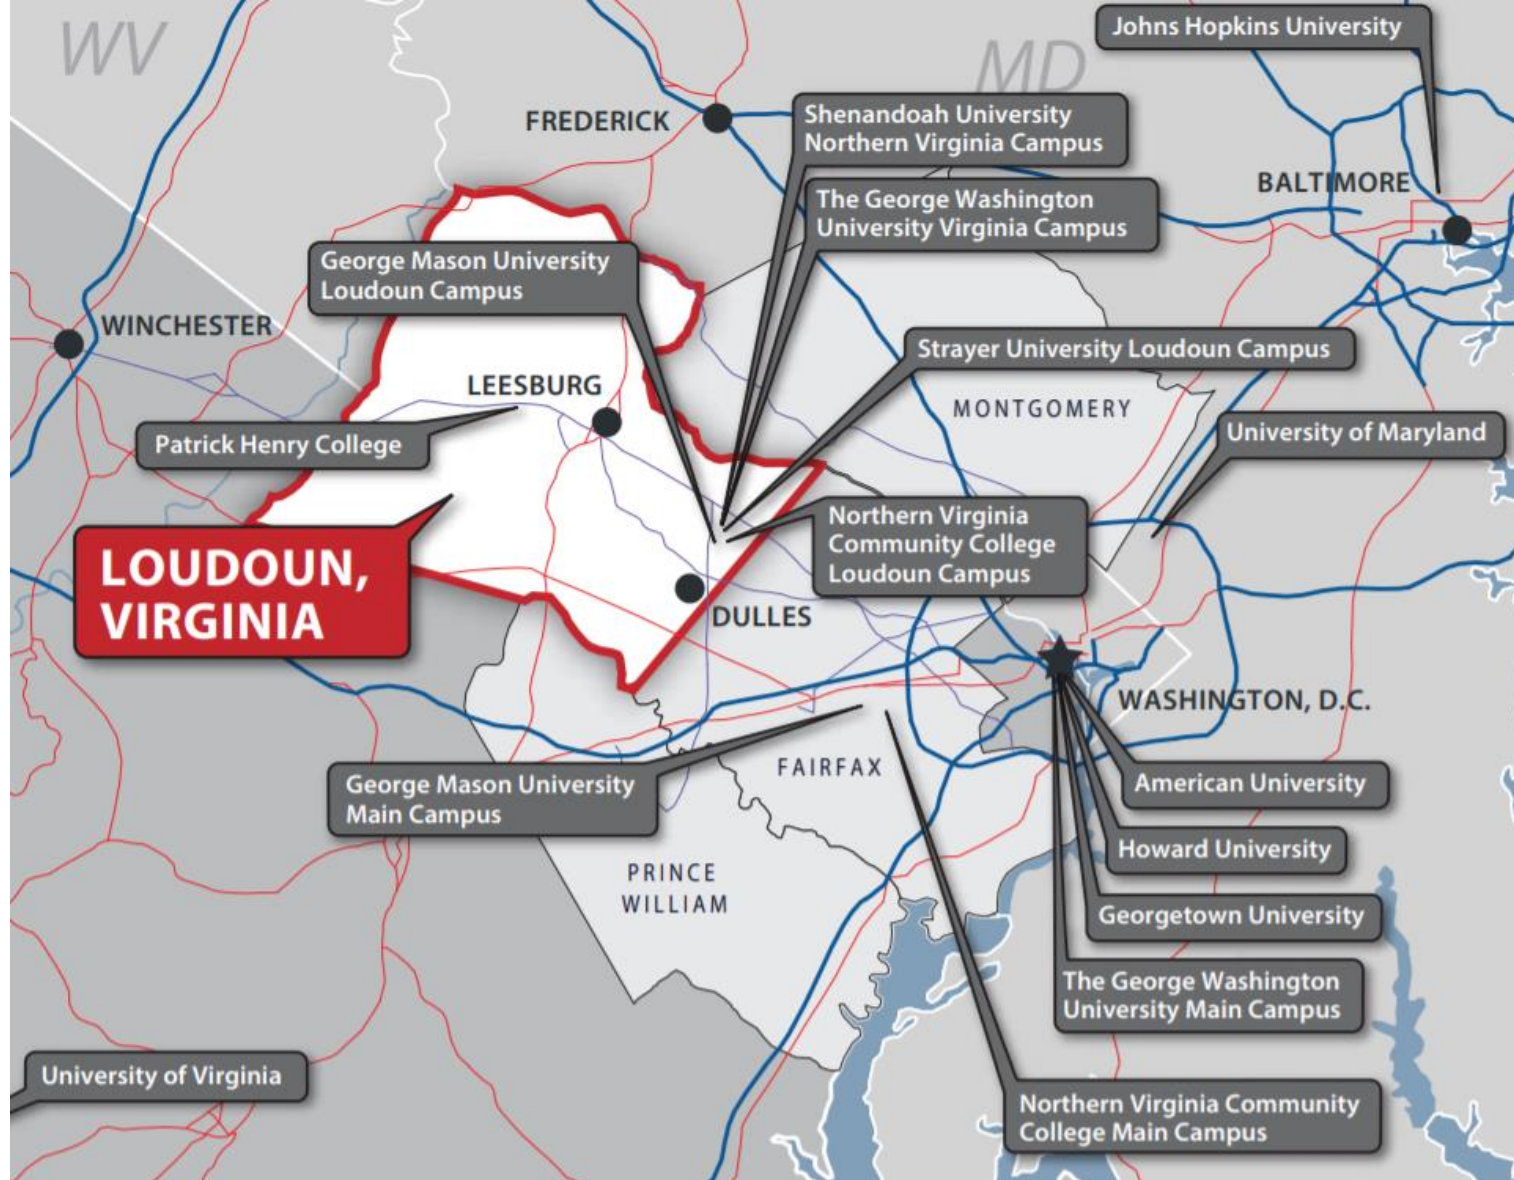 WV
MD
Johns Hopkins University
FREDERICK
Shenandoah University
Northern Virginia Campus
BALTIMORE
The George Washington
University Virginia Campus
George Mason University
Loudoun Campus
WINCHESTER
Strayer University Loudoun Campus
LEESBURG
MONTGOMERY
Patrick Henry College
University of Maryland
Northern Virginia
Community College
Loudoun Campus
LOUDOUN,
VIRGINIA
DULLES
WASHINGTON, D.C.
FAIRFAX
George Mason University
Main Campus
American University
Howard University
PRINCE
WILLIAM
Georgetown University
The George Washington
University Main Campus
University of Virginia
Northern Virginia Community
College Main Campus